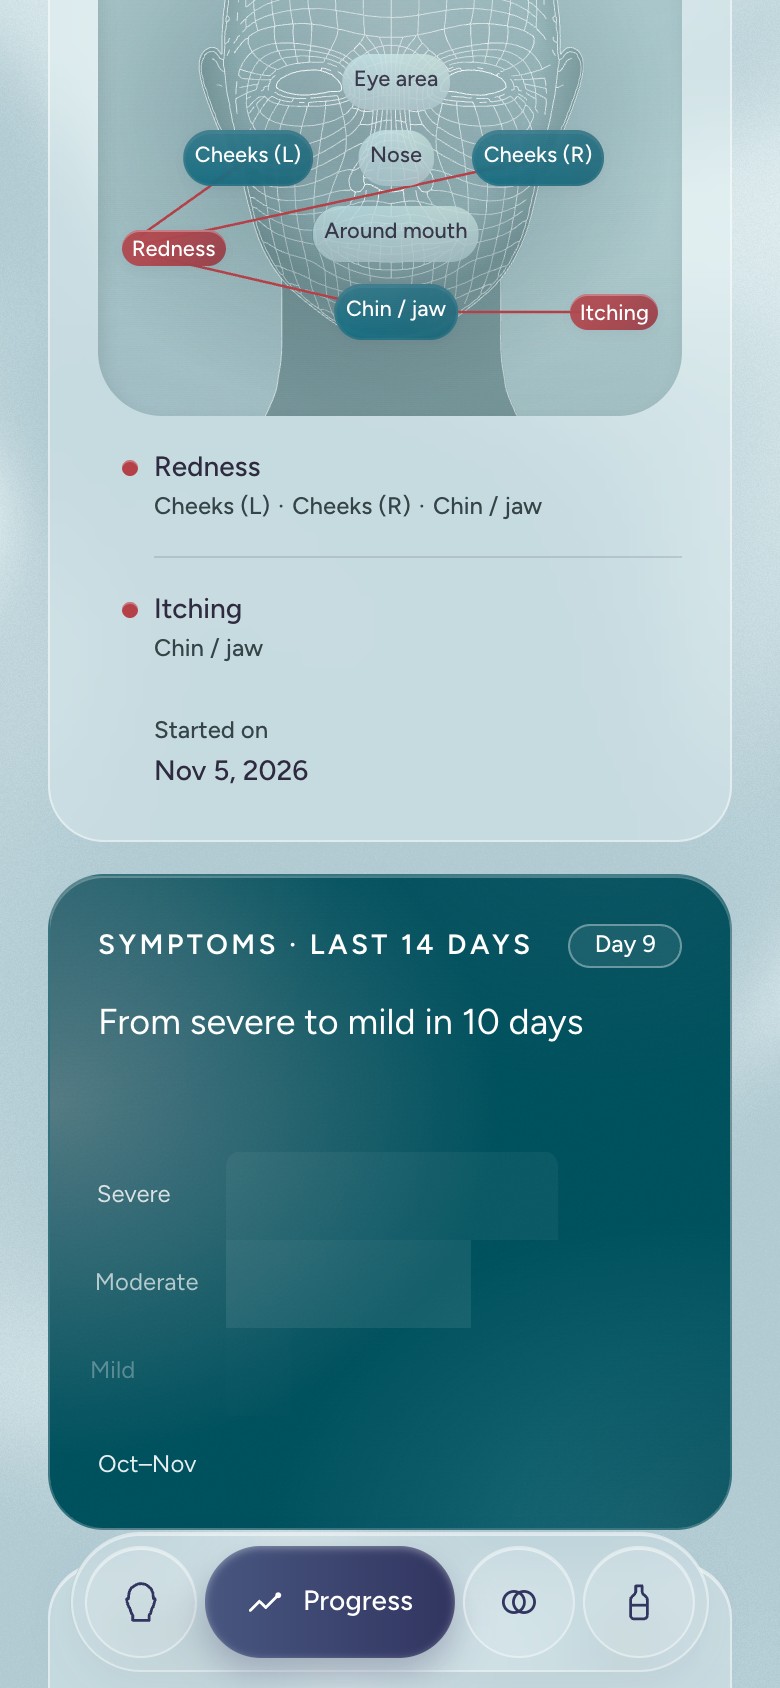 Eye area
Cheeks (L)
Nose
Cheeks (R)
Around mouth
Redness
Chin / jaw
Itching
Redness
Cheeks (L) · Cheeks (R) · Chin / jaw
Itching
Chin / jaw
Started on
Nov 5, 2026
SYMPTOMS · LAST 14 DAYS
Day 9
From severe to mild in 10 days
Severe
Moderate
Mild
Oct–Nov
Progress